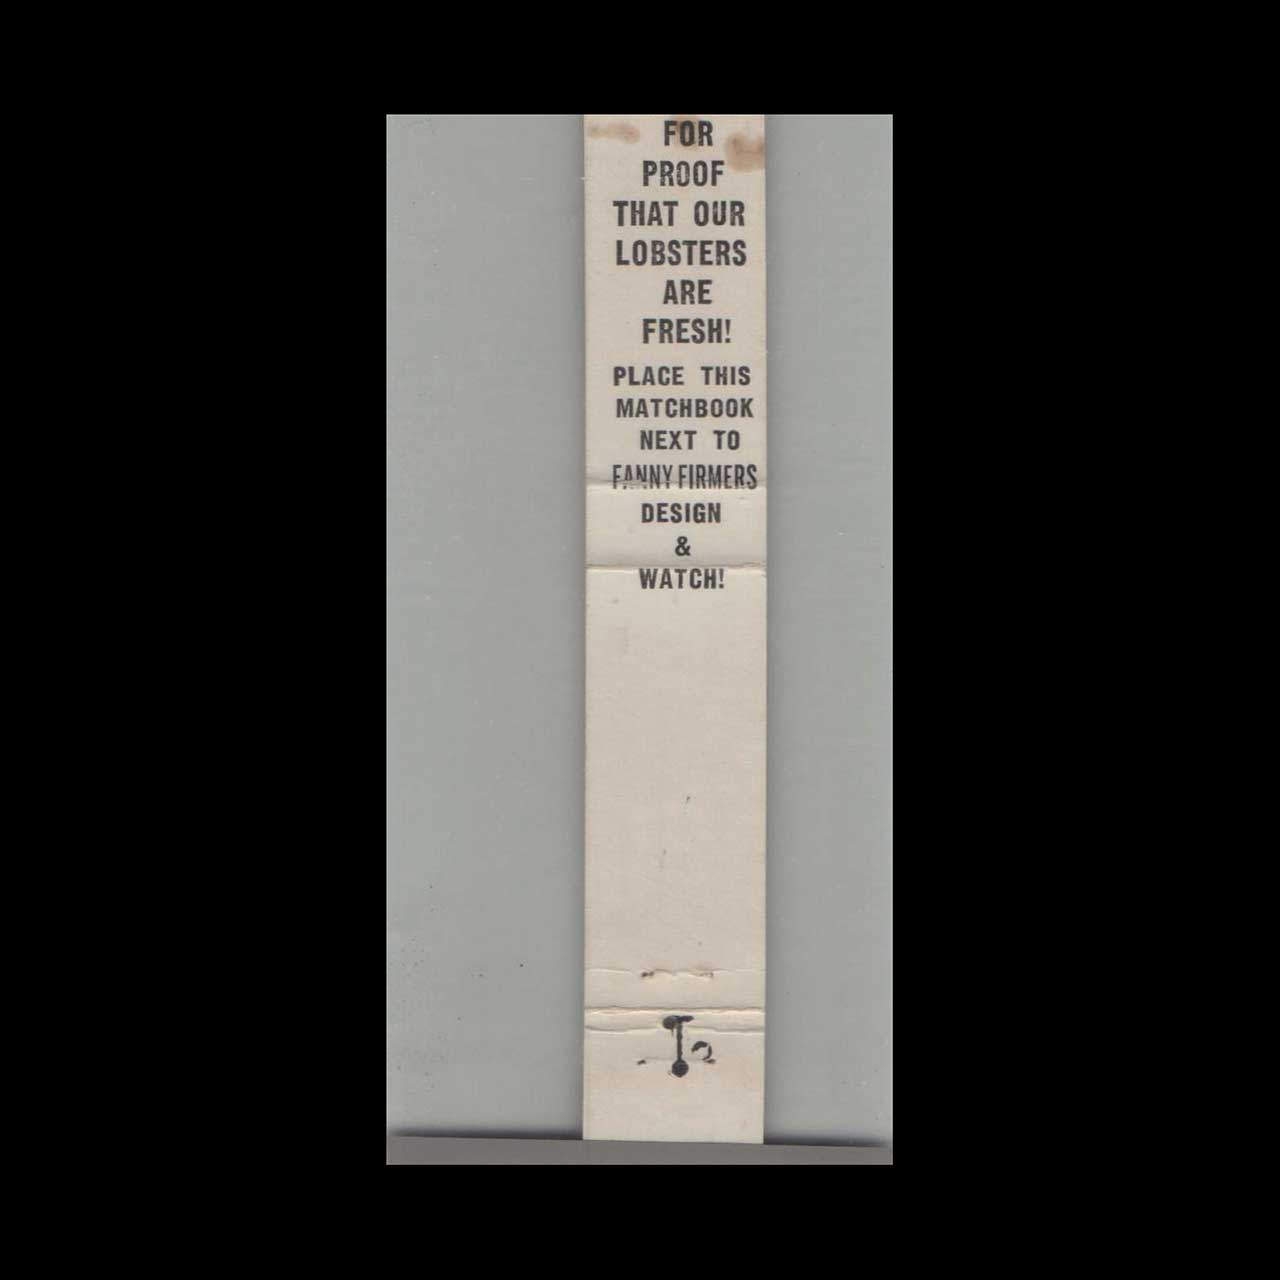 FOR
PROOF
THAT OUR
LOBSTERS
ARE
FRESH!
PLACE THIS
MATCHBOOK
NEXT TO
FANNY FIRMERS
DESIGN
&
WATCH!